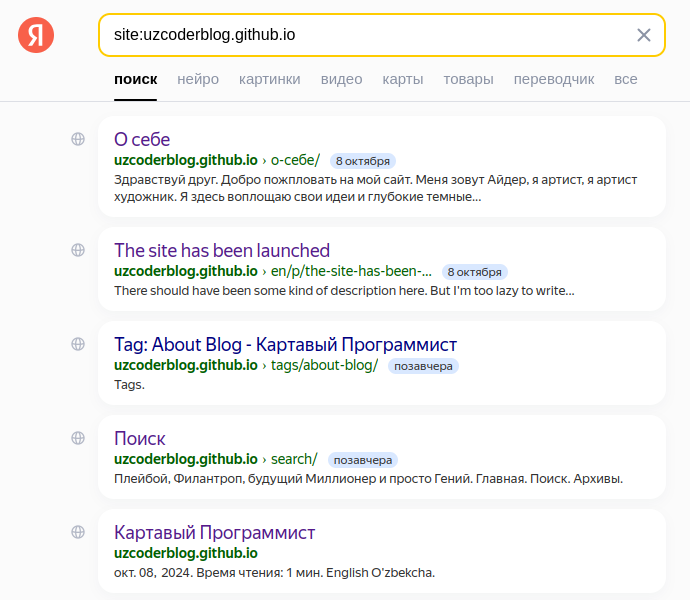 Я site:uzcoderblog.github.io
поиск нейро картинки видео карты товары переводчик все
О себе
uzcoderblog.github.io › о-себе/ 8 октября
Здравствуй друг. Добро пожпловать на мой сайт. Меня зовут Айдер, я артист, я артист
художник. Я здесь воплощаю свои идеи и глубокие темные...
The site has been launched
uzcoderblog.github.io › en/p/the-site-has-been-... 8 октября
There should have been some kind of description here. But I'm too lazy to write...
Tag: About Blog - Картавый Программист
uzcoderblog.github.io › tags/about-blog/ позавчера
Tags.
Поиск
uzcoderblog.github.io › search/ позавчера
Плейбой, Филантроп, будущий Миллионер и просто Гений. Главная. Поиск. Архивы.
Картавый Программист
uzcoderblog.github.io
окт. 08, 2024. Время чтения: 1 мин. English O'zbekcha.